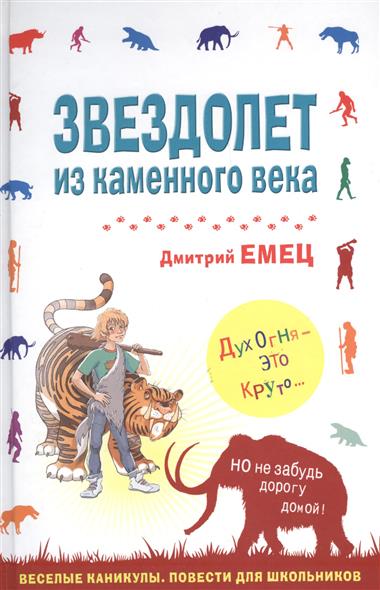 ЗВЕЗДОЛЕТ
ИЗ КАМЕННОГО ВЕКА
Дмитрий ЕМЕЦ
Дух Огня –
это
круто...
НО не забудь
дорогу
домой!
ВЕСЕЛЫЕ КАНИКУЛЫ. ПОВЕСТИ ДЛЯ ШКОЛЬНИКОВ